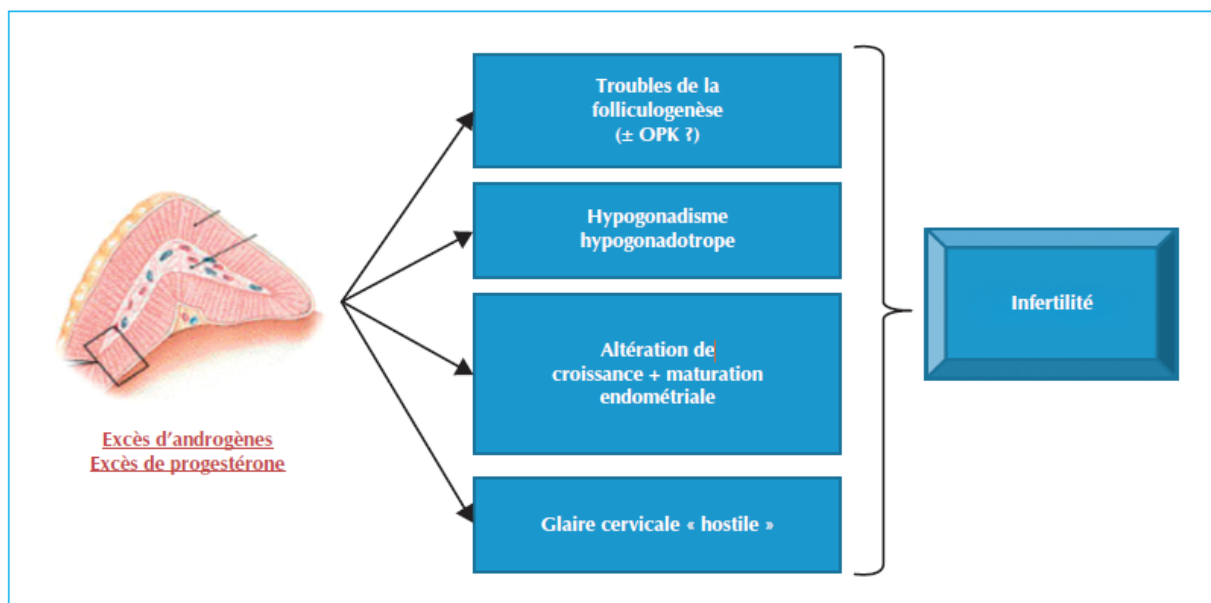 Troubles de la
folliculogenèse
(± OPK ?)
Hypogonadisme
hypogonadotrope
Altération de
croissance + maturation
endométriale
Glaire cervicale « hostile »
Infertilité
Excès d'androgènes
Excès de progestérone